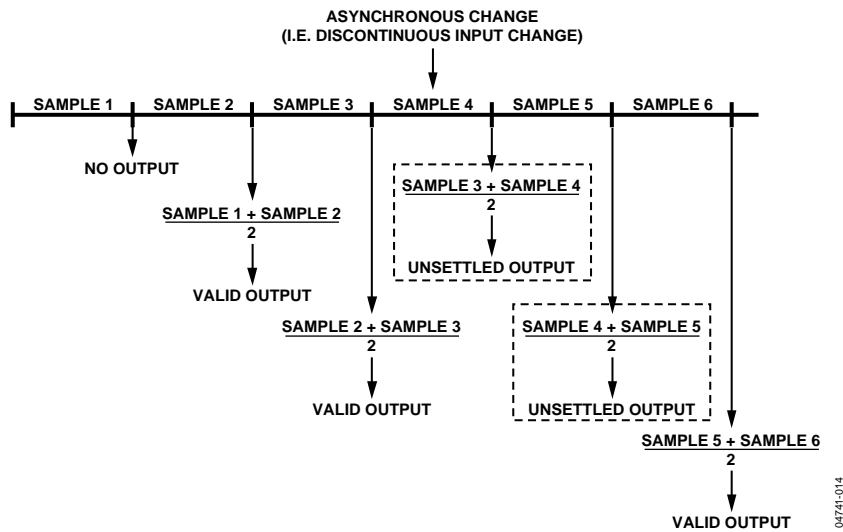 ASYNCHRONOUS CHANGE
(I.E. DISCONTINUOUS INPUT CHANGE)
SAMPLE 1
SAMPLE 2
SAMPLE 3
SAMPLE 4
SAMPLE 5
SAMPLE 6
NO OUTPUT
SAMPLE 1 + SAMPLE 2
2
VALID OUTPUT
SAMPLE 3 + SAMPLE 4
2
UNSETTLED OUTPUT
SAMPLE 2 + SAMPLE 3
2
VALID OUTPUT
SAMPLE 4 + SAMPLE 5
2
UNSETTLED OUTPUT
SAMPLE 5 + SAMPLE 6
2
VALID OUTPUT
04741-014